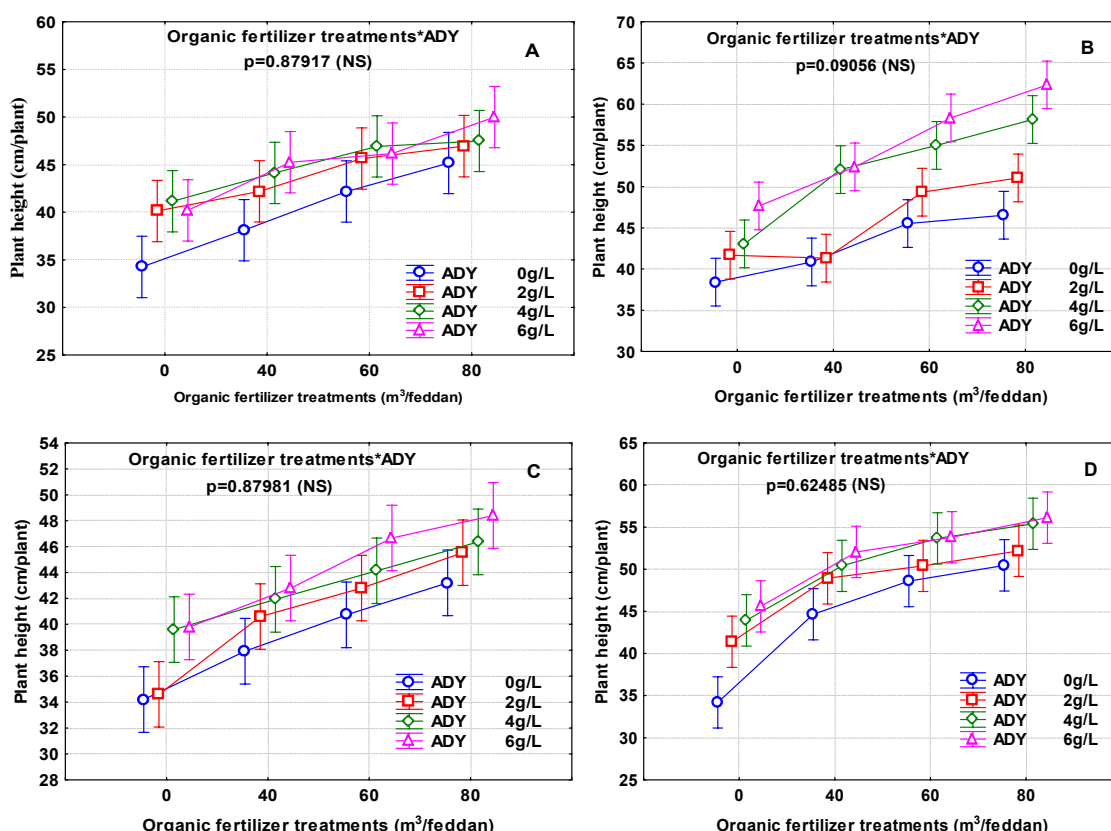 Organic fertilizer treatments*ADY
p=0.87917 (NS)
A
Plant height (cm/plant)
60
55
50
45
40
35
30
25
ADY 0g/L
ADY 2g/L
ADY 4g/L
ADY 6g/L
0 40 60 80
Organic fertilizer treatments (m³/feddan)
Organic fertilizer treatments*ADY
p=0.09056 (NS)
B
Plant height (cm/plant)
70
65
60
55
50
45
40
35
30
ADY 0g/L
ADY 2g/L
ADY 4g/L
ADY 6g/L
0 40 60 80
Organic fertilizer treatments (m³/feddan)
Organic fertilizer treatments*ADY
p=0.87981 (NS)
C
Plant height (cm/plant)
54
52
50
48
46
44
42
40
38
36
34
32
30
28
ADY 0g/L
ADY 2g/L
ADY 4g/L
ADY 6g/L
0 40 60 80
Organic fertilizer treatments (m³/feddan)
Organic fertilizer treatments*ADY
p=0.62485 (NS)
D
Plant height (cm/plant)
65
60
55
50
45
40
35
30
25
ADY 0g/L
ADY 2g/L
ADY 4g/L
ADY 6g/L
0 40 60 80
Organic fertilizer treatments (m³/feddan)